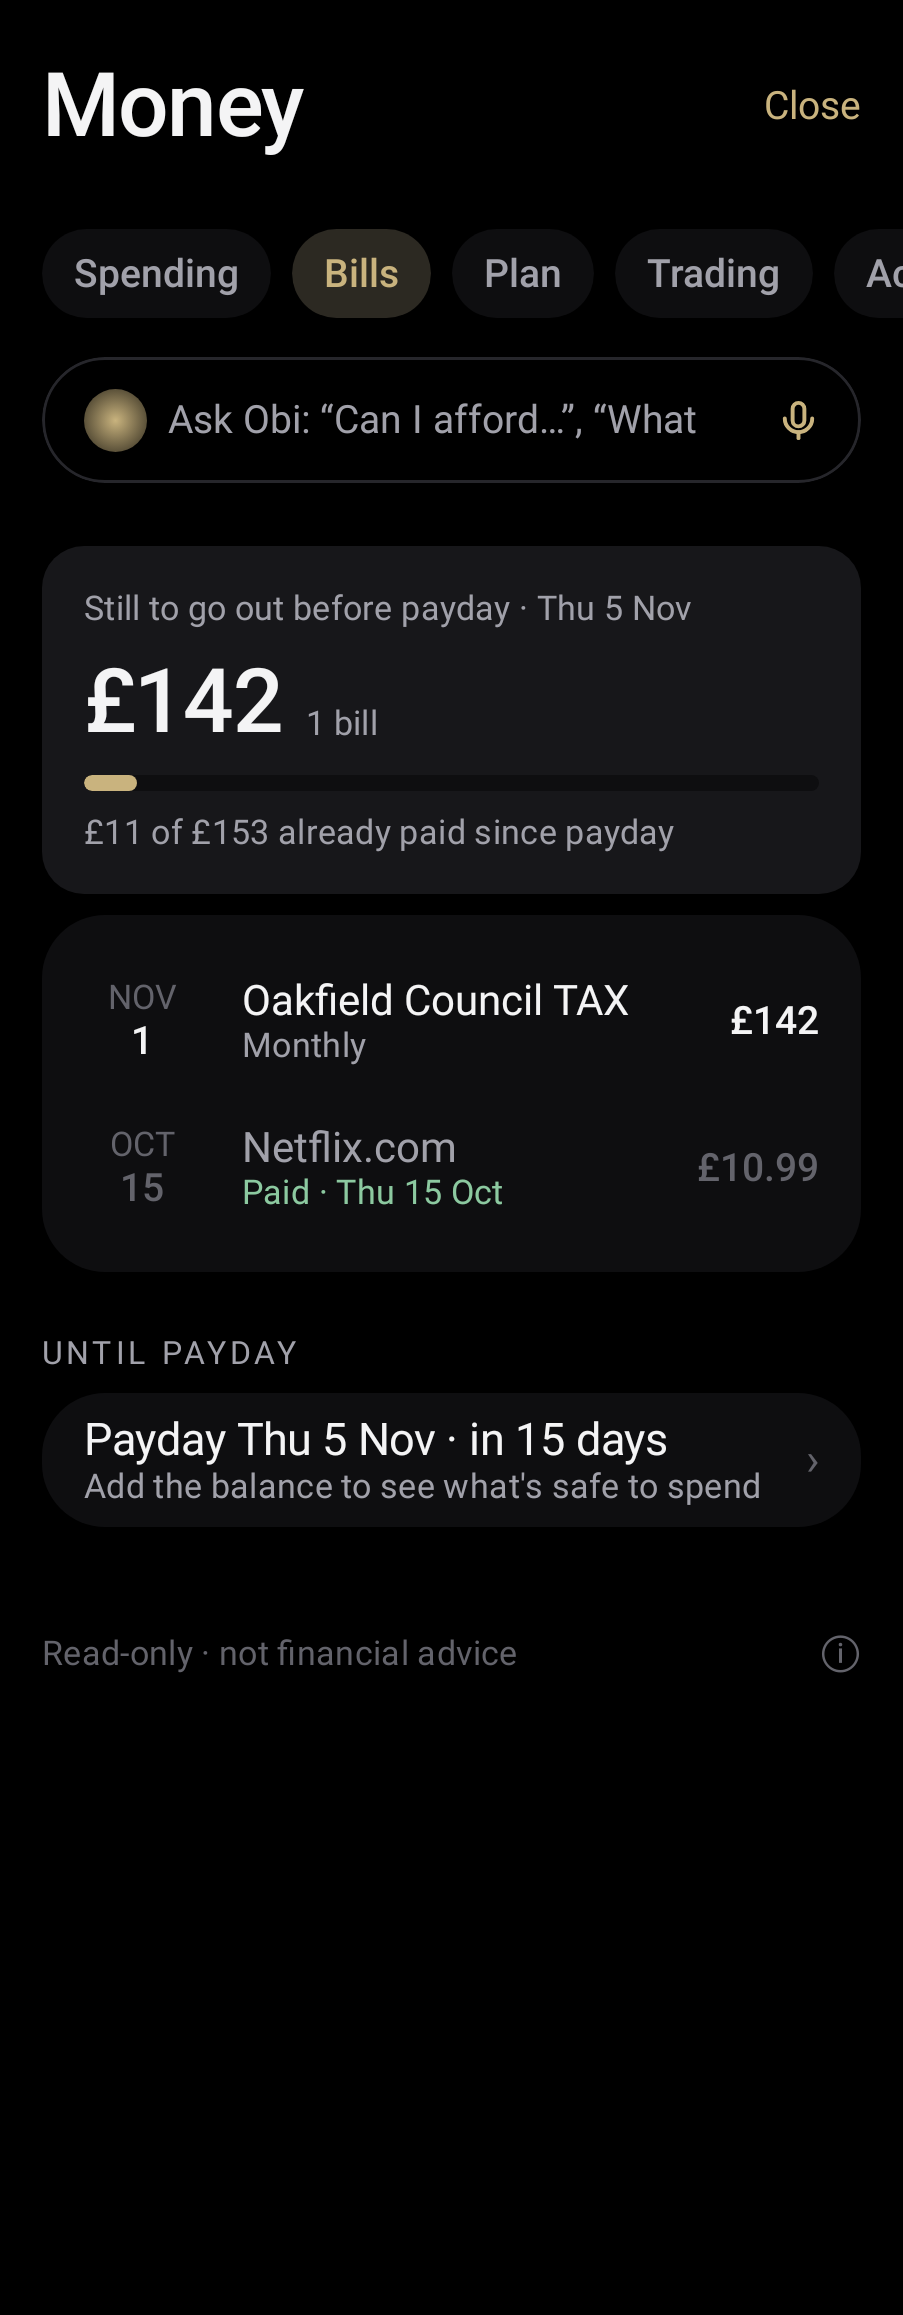 Money
Close
Spending
Bills
Plan
Trading
Ask Obi: “Can I afford…”, “What
Still to go out before payday · Thu 5 Nov
£142 1 bill
£11 of £153 already paid since payday
NOV
1
Oakfield Council TAX
Monthly
£142
OCT
15
Netflix.com
Paid · Thu 15 Oct
£10.99
UNTIL PAYDAY
Payday Thu 5 Nov · in 15 days
Add the balance to see what's safe to spend
›
Read-only · not financial advice